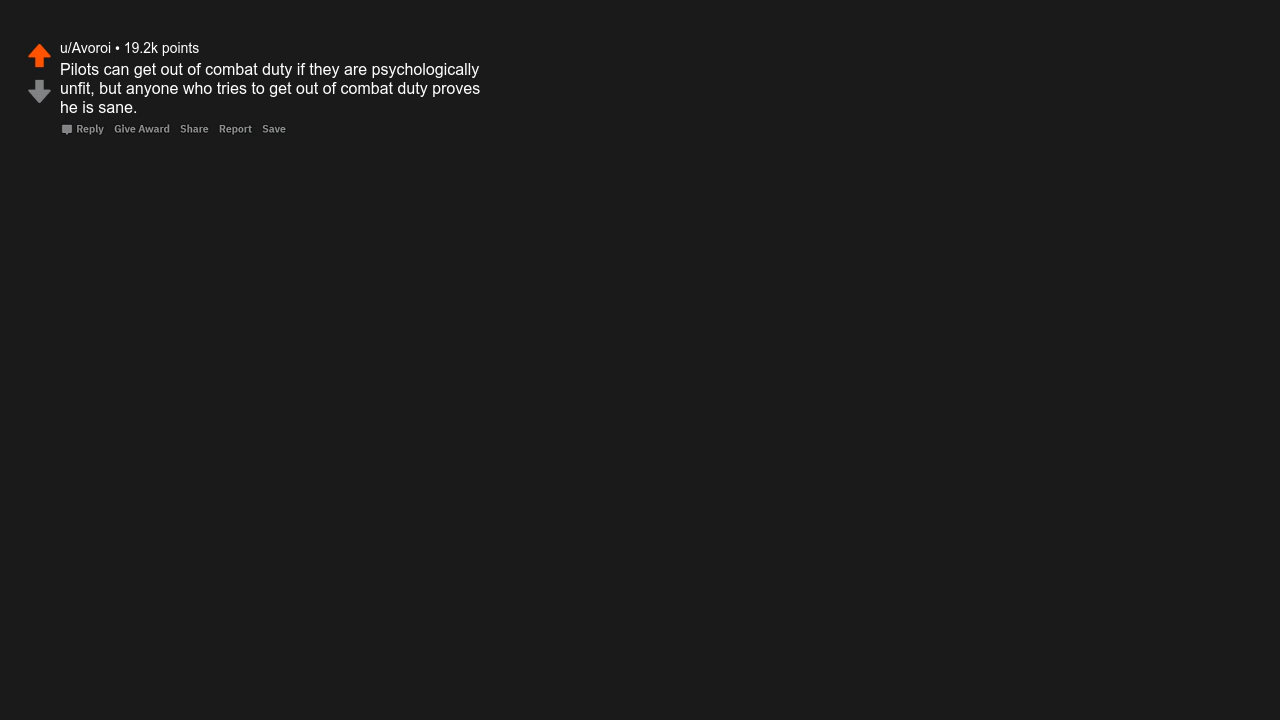 u/Avoroi • 19.2k points
Pilots can get out of combat duty if they are psychologically
unfit, but anyone who tries to get out of combat duty proves
he is sane.
Reply Give Award Share Report Save